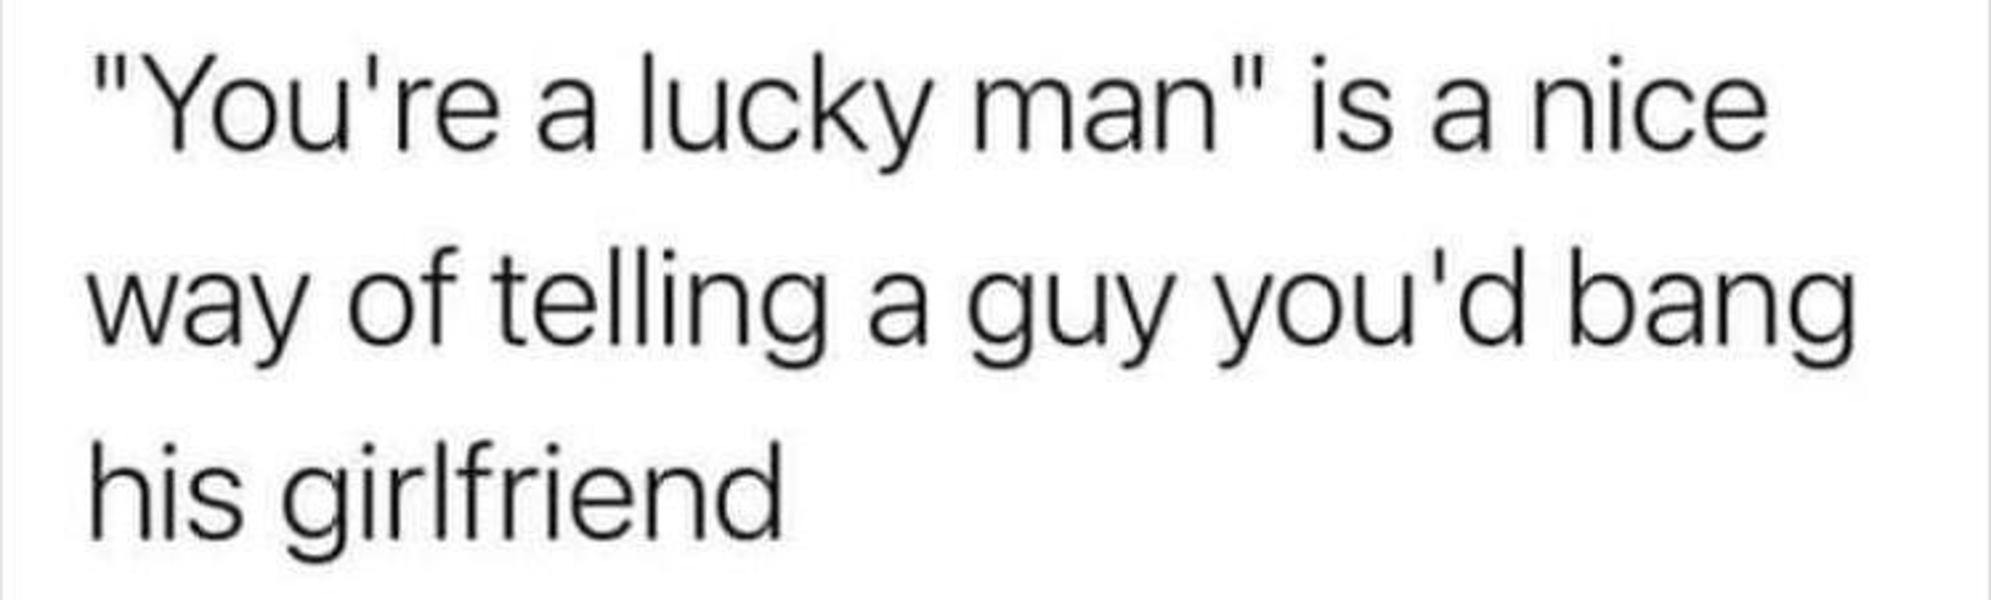 "You're a lucky man" is a nice
way of telling a guy you'd bang
his girlfriend